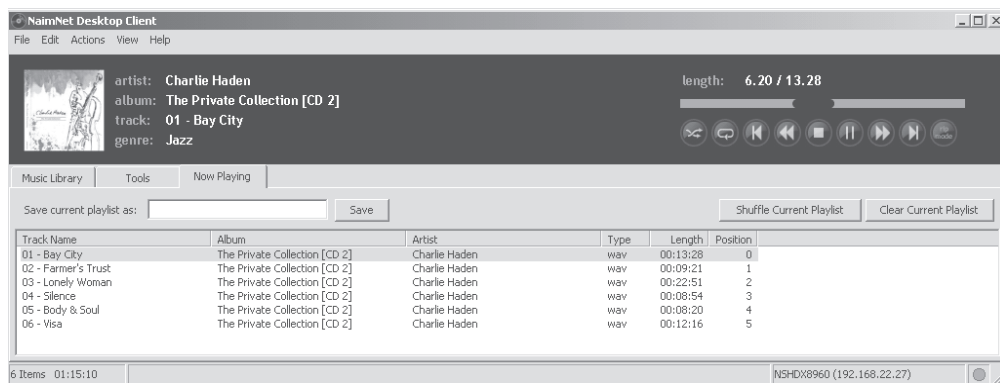 NaimNet Desktop Client
File Edit Actions View Help
artist: Charlie Haden
album: The Private Collection [CD 2]
track: 01 - Bay City
genre: Jazz
length: 6.20 / 13.28
Music Library Tools Now Playing
Save current playlist as: Save Shuffle Current Playlist Clear Current Playlist
Track Name Album Artist Type Length Position
01 - Bay City The Private Collection [CD 2] Charlie Haden wav 00:13:28 0
02 - Farmer's Trust The Private Collection [CD 2] Charlie Haden wav 00:09:21 1
03 - Lonely Woman The Private Collection [CD 2] Charlie Haden wav 00:22:51 2
04 - Silence The Private Collection [CD 2] Charlie Haden wav 00:08:54 3
05 - Body & Soul The Private Collection [CD 2] Charlie Haden wav 00:08:20 4
06 - Visa The Private Collection [CD 2] Charlie Haden wav 00:12:16 5
6 Items 01:15:10 NSHDX8960 (192.168.22.27)